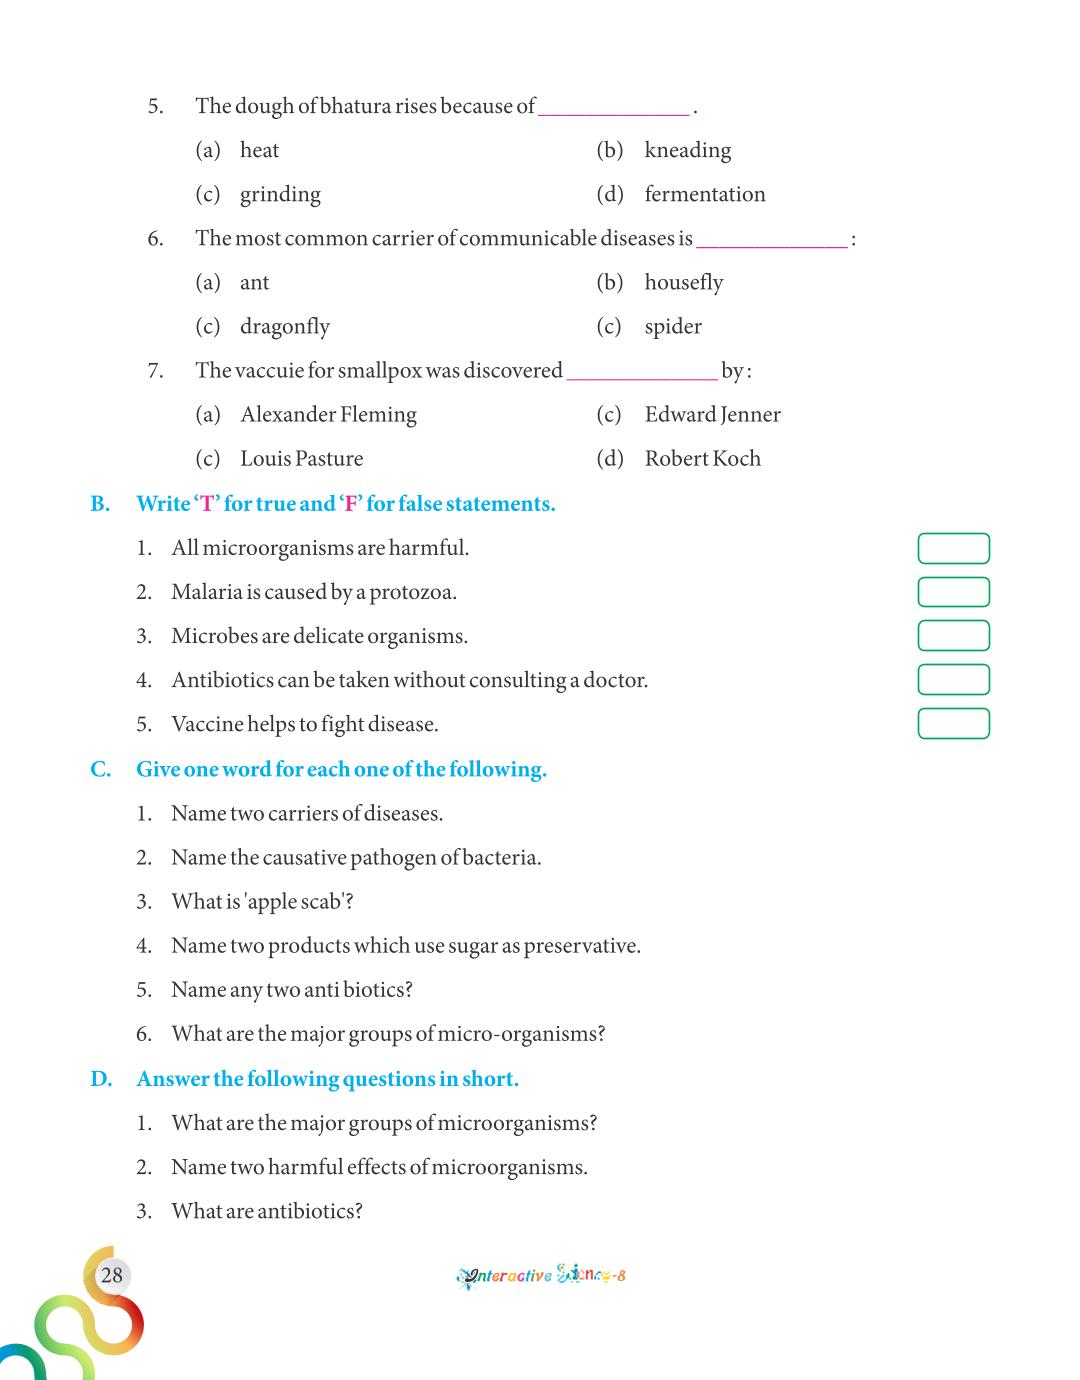 5. The dough of bhatura rises because of _____________ .
(a) heat (b) kneading
(c) grinding (d) fermentation
6. The most common carrier of communicable diseases is _____________ :
(a) ant (b) housefly
(c) dragonfly (c) spider
7. The vaccuie for smallpox was discovered _____________ by :
(a) Alexander Fleming (c) Edward Jenner
(c) Louis Pasture (d) Robert Koch
B. Write ‘T’ for true and ‘F’ for false statements.
1. All microorganisms are harmful.
2. Malaria is caused by a protozoa.
3. Microbes are delicate organisms.
4. Antibiotics can be taken without consulting a doctor.
5. Vaccine helps to fight disease.
C. Give one word for each one of the following.
1. Name two carriers of diseases.
2. Name the causative pathogen of bacteria.
3. What is 'apple scab'?
4. Name two products which use sugar as preservative.
5. Name any two anti biotics?
6. What are the major groups of micro-organisms?
D. Answer the following questions in short.
1. What are the major groups of microorganisms?
2. Name two harmful effects of microorganisms.
3. What are antibiotics?
28
Interactive Science-8